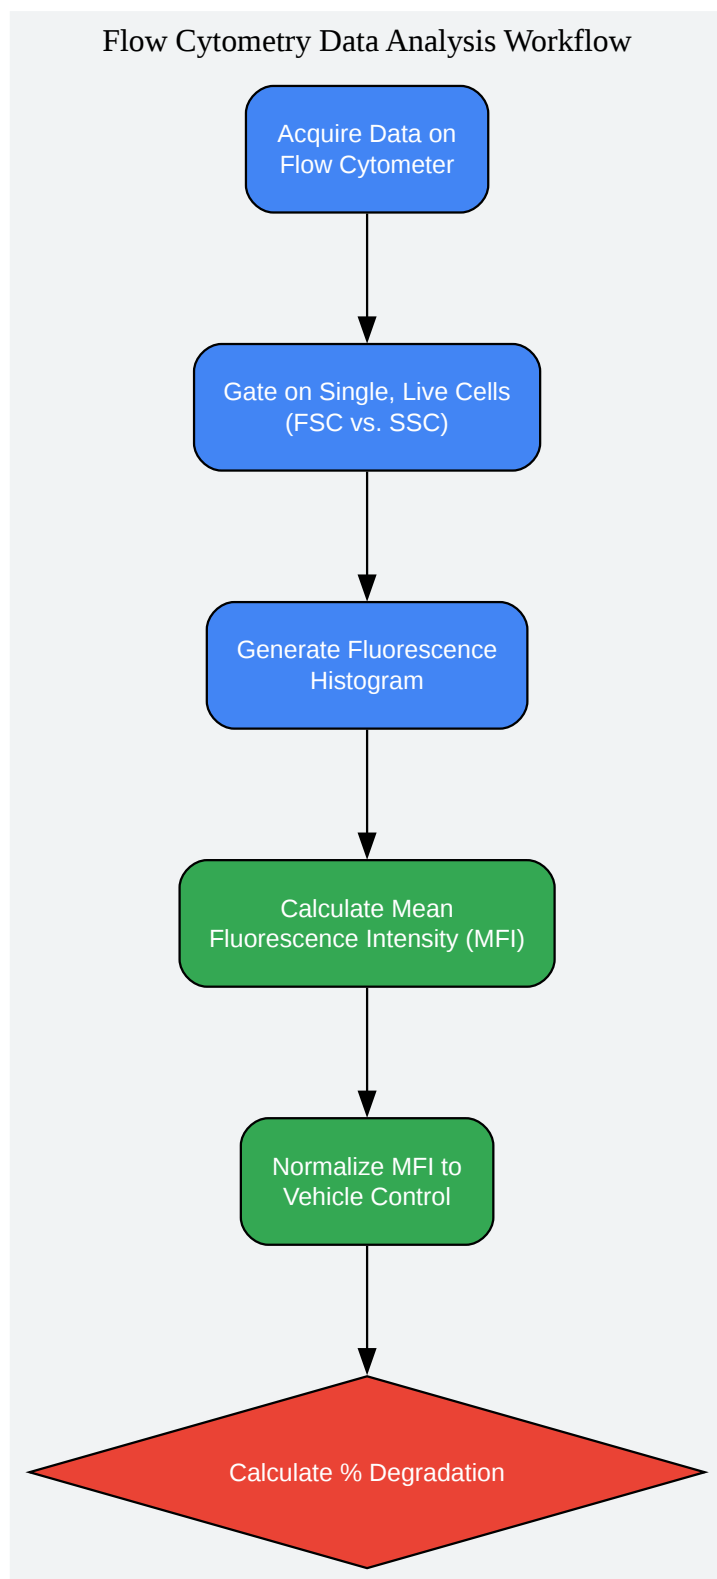 Flow Cytometry Data Analysis Workflow
Acquire Data on
Flow Cytometer
Gate on Single, Live Cells
(FSC vs. SSC)
Generate Fluorescence
Histogram
Calculate Mean
Fluorescence Intensity (MFI)
Normalize MFI to
Vehicle Control
Calculate % Degradation